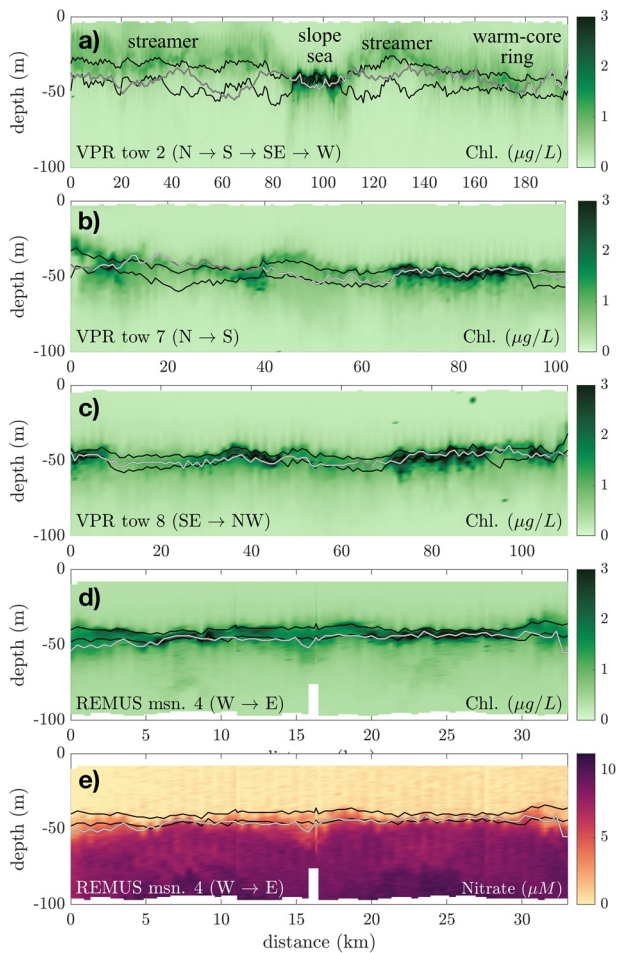 a)
streamer
slope
sea
streamer
warm-core
ring
VPR tow 2 (N → S → SE → W)
Chl. (μg/L)
depth (m)
0
-50
-100
0 20 40 60 80 100 120 140 160 180
3
2
1
0
b)
VPR tow 7 (N → S)
Chl. (μg/L)
depth (m)
0
-50
-100
0 20 40 60 80 100
3
2
1
0
c)
VPR tow 8 (SE → NW)
Chl. (μg/L)
depth (m)
0
-50
-100
0 20 40 60 80 100
3
2
1
0
d)
REMUS msn. 4 (W → E)
Chl. (μg/L)
depth (m)
0
-50
-100
0 5 10 15 20 25 30
3
2
1
0
e)
REMUS msn. 4 (W → E)
Nitrate (μM)
depth (m)
0
-50
-100
0 5 10 15 20 25 30
10
5
0
distance (km)